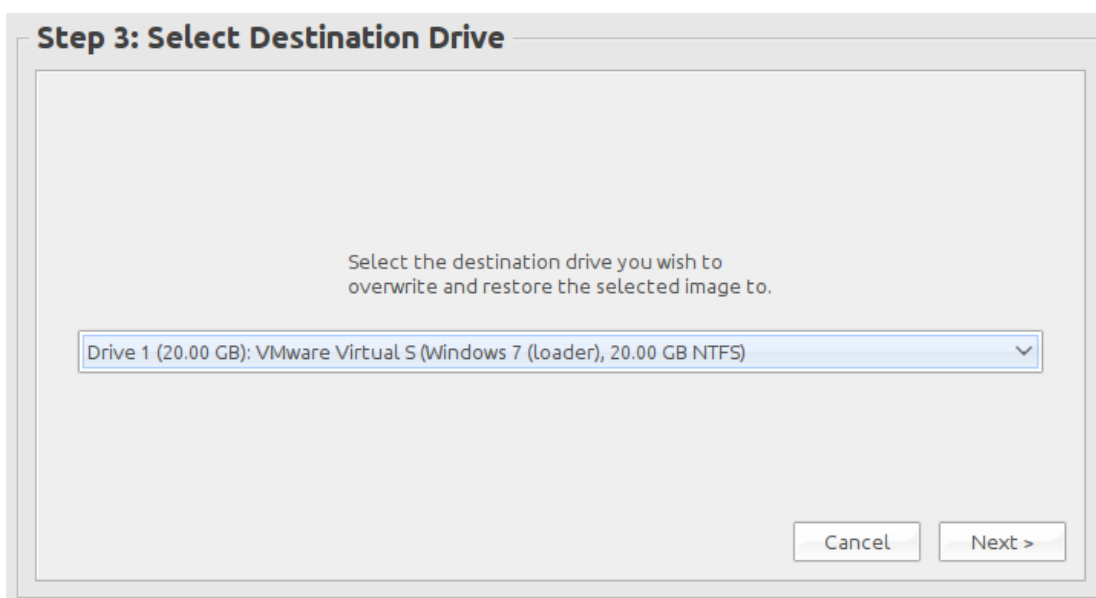 Step 3: Select Destination Drive
Select the destination drive you wish to
overwrite and restore the selected image to.
Drive 1 (20.00 GB): VMware Virtual S (Windows 7 (loader), 20.00 GB NTFS)
Cancel
Next >